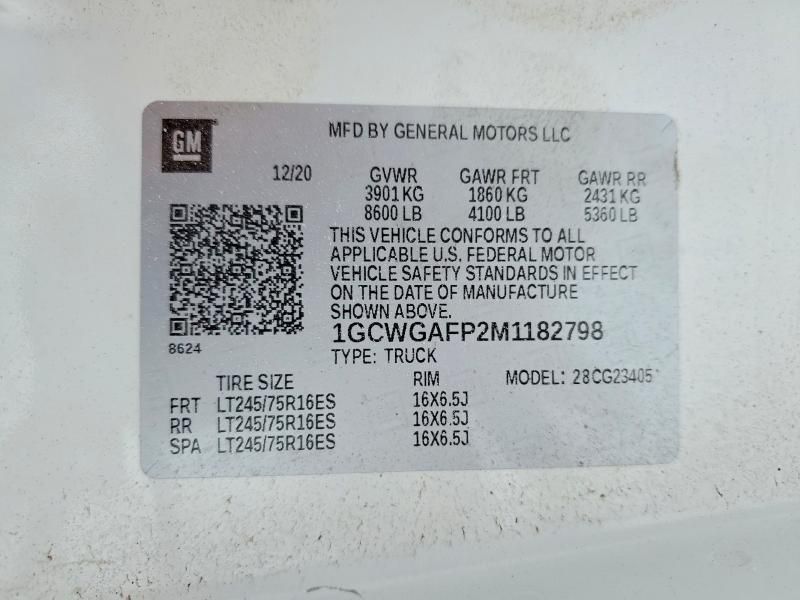 GM
MFD BY GENERAL MOTORS LLC
12/20 GVWR GAWR FRT GAWR RR
3901 KG 1860 KG 2431 KG
8600 LB 4100 LB 5360 LB
THIS VEHICLE CONFORMS TO ALL
APPLICABLE U.S. FEDERAL MOTOR
VEHICLE SAFETY STANDARDS IN EFFECT
ON THE DATE OF MANUFACTURE
SHOWN ABOVE.
1GCWGAFP2M1182798
8624
TYPE: TRUCK
TIRE SIZE RIM MODEL: 28CG23405
FRT LT245/75R16ES 16X6.5J
RR LT245/75R16ES 16X6.5J
SPA LT245/75R16ES 16X6.5J